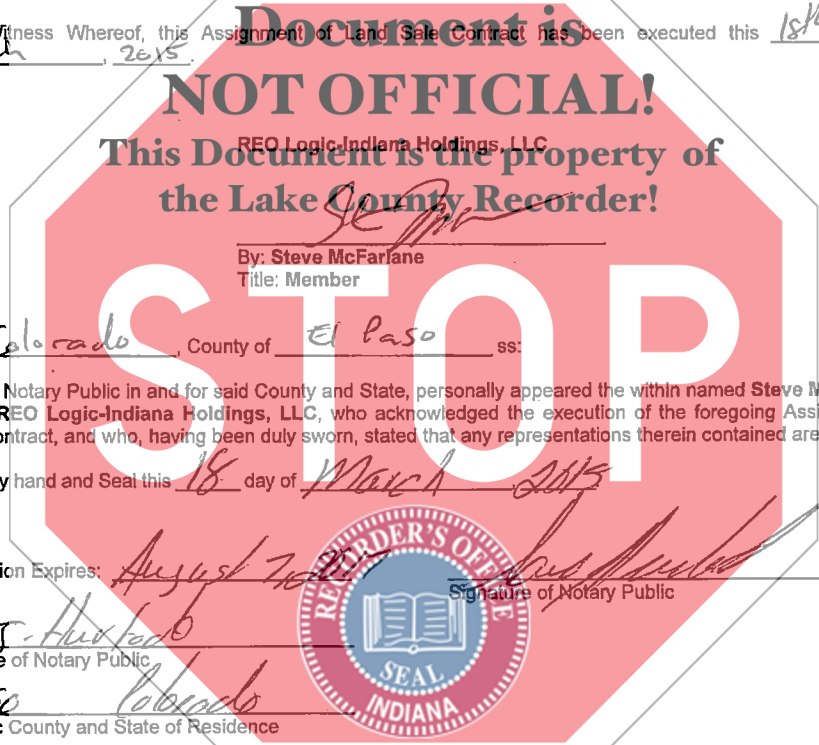 itness Whereof, this Assignment of Land Sale Contract has been executed this 18th
, 2015.
Document is
NOT OFFICIAL!
REO Logic-Indiana Holdings, LLC
This Document is the property of
the Lake County Recorder!
By: Steve McFarlane
Title: Member
STOP
Colorado, County of El Paso ss:
Notary Public in and for said County and State, personally appeared the within named Steve M
REO Logic-Indiana Holdings, LLC, who acknowledged the execution of the foregoing Assi
ontract, and who, having been duly sworn, stated that any representations therein contained are
y hand and Seal this 18 day of March, 2015
ion Expires: August
Signature of Notary Public
Hurtado
e of Notary Public
Colorado
c County and State of Residence
RECORDER'S OFFICE
SEAL
INDIANA